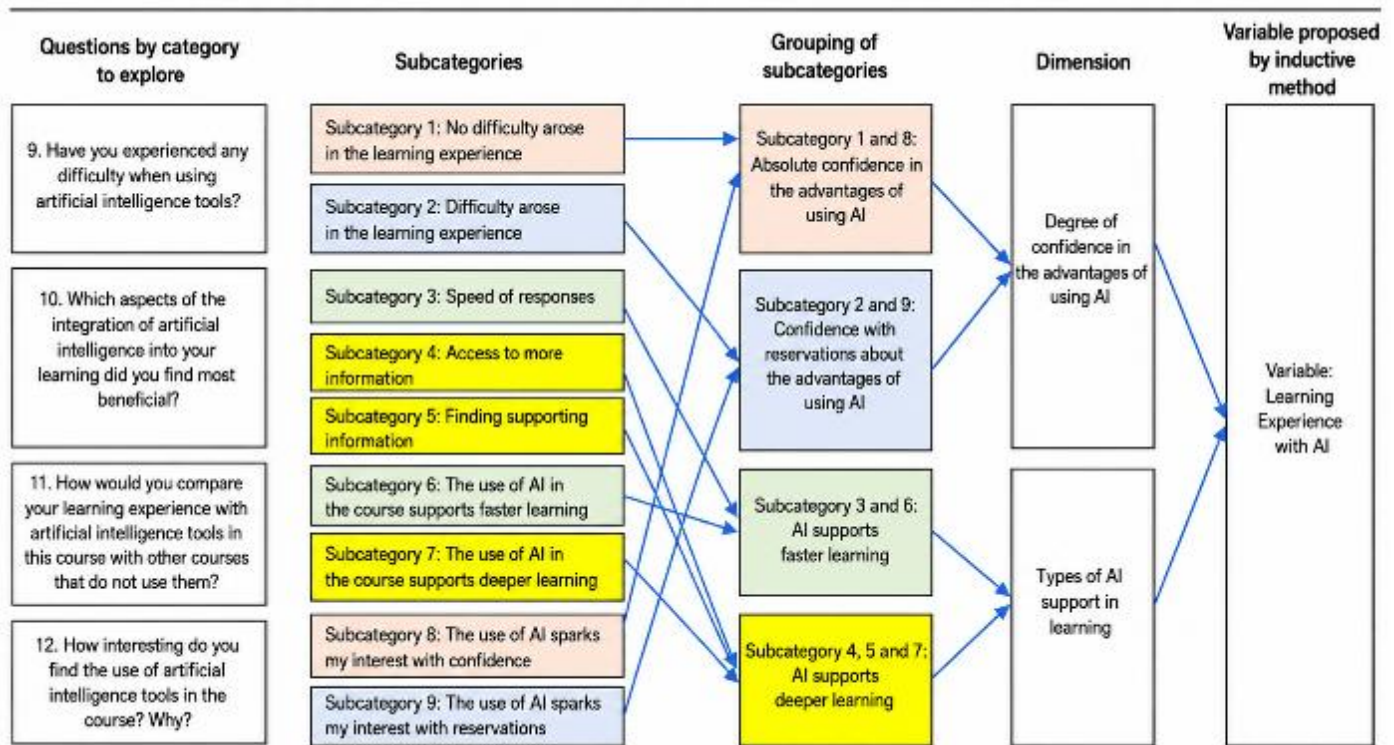 Questions by category
to explore
Subcategories
Grouping of
subcategories
Dimension
Variable proposed
by inductive
method
9. Have you experienced any
difficulty when using
artificial intelligence tools?
10. Which aspects of the
integration of artificial
intelligence into your
learning did you find most
beneficial?
11. How would you compare
your learning experience with
artificial intelligence tools in
this course with other courses
that do not use them?
12. How interesting do you
find the use of artificial
intelligence tools in the
course? Why?
Subcategory 1: No difficulty arose
in the learning experience
Subcategory 2: Difficulty arose
in the learning experience
Subcategory 3: Speed of responses
Subcategory 4: Access to more
information
Subcategory 5: Finding supporting
information
Subcategory 6: The use of AI in
the course supports faster learning
Subcategory 7: The use of AI in
the course supports deeper learning
Subcategory 8: The use of AI sparks
my interest with confidence
Subcategory 9: The use of AI sparks
my interest with reservations
Subcategory 1 and 8:
Absolute confidence in
the advantages of
using AI
Subcategory 2 and 9:
Confidence with
reservations about
the advantages of
using AI
Subcategory 3 and 6:
AI supports
faster learning
Subcategory 4, 5 and 7:
AI supports
deeper learning
Degree of
confidence in
the advantages of
using AI
Types of AI
support in
learning
Variable:
Learning
Experience
with AI